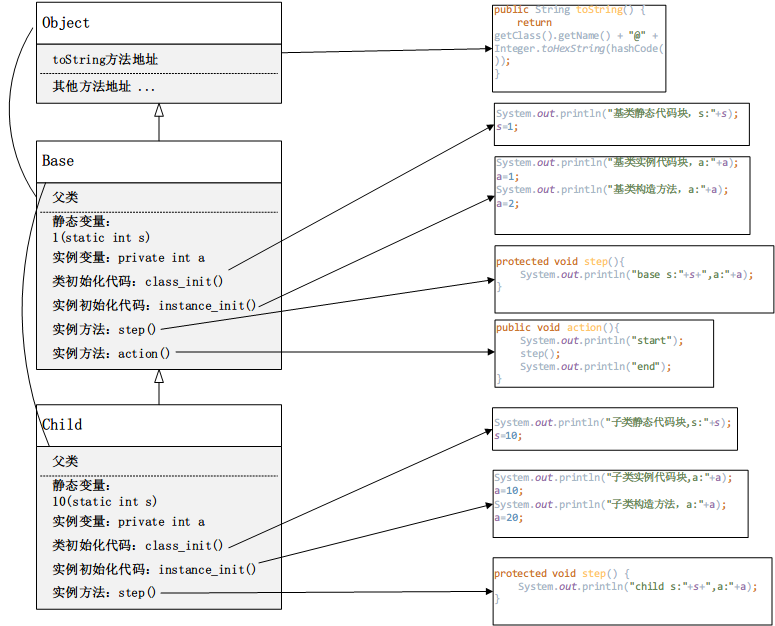 Object
toString方法地址
其他方法地址 ...
Base
父类
静态变量：
1(static int s)
实例变量：private int a
类初始化代码：class_init()
实例初始化代码：instance_init()
实例方法：step()
实例方法：action()
Child
父类
静态变量：
10(static int s)
实例变量：private int a
类初始化代码：class_init()
实例初始化代码：instance_init()
实例方法：step()
public String toString() {
return
getClass().getName() + "@" +
Integer.toHexString(hashCode(
));
}
System.out.println("基类静态代码块，s:"+s);
s=1;
System.out.println("基类实例代码块，a:"+a);
a=1;
System.out.println("基类构造方法，a:"+a);
a=2;
protected void step(){
System.out.println("base s:"+s+",a:"+a);
}
public void action(){
System.out.println("start");
step();
System.out.println("end");
}
System.out.println("子类静态代码块,s:"+s);
s=10;
System.out.println("子类实例代码块,a:"+a);
a=10;
System.out.println("子类构造方法，a:"+a);
a=20;
protected void step() {
System.out.println("child s:"+s+",a:"+a);
}